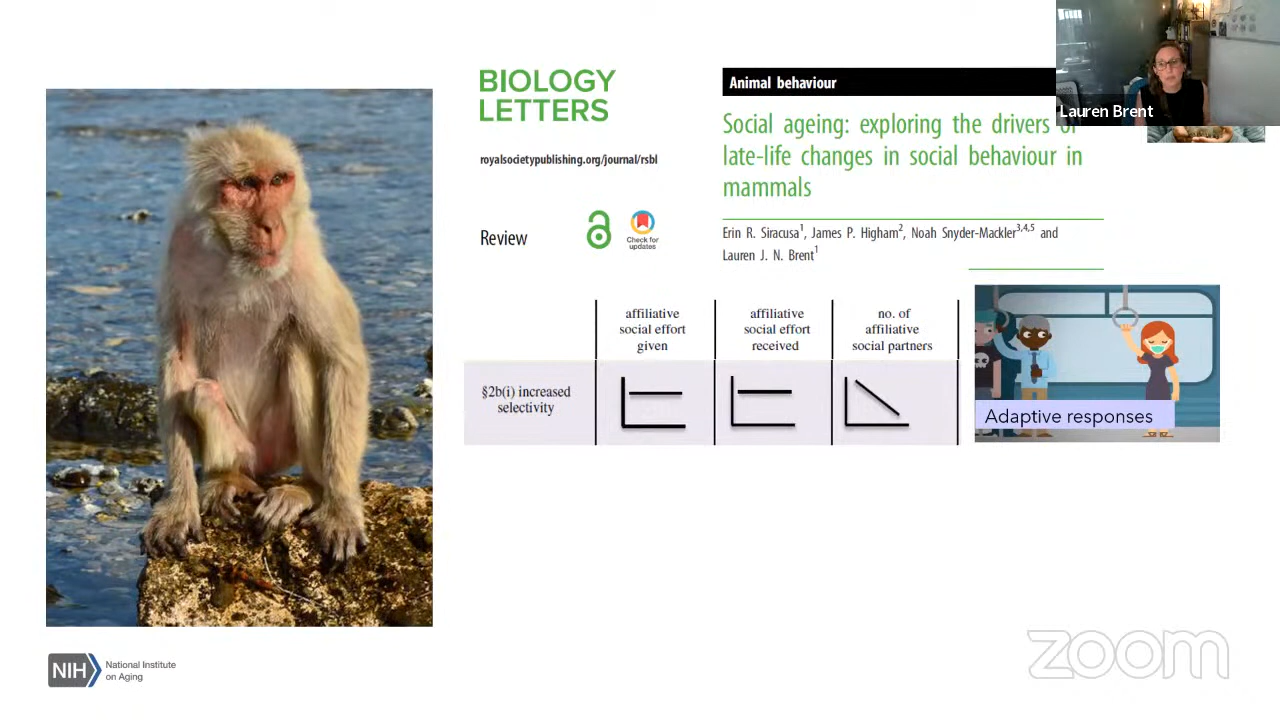 BIOLOGY
LETTERS
royalsocietypublishing.org/journal/rsbl
Review
Check for
updates
Animal behaviour
Social ageing: exploring the drivers of
late-life changes in social behaviour in
mammals
Erin R. Siracusa1, James P. Higham2, Noah Snyder-Mackler3,4,5 and
Lauren J. N. Brent1
Lauren Brent
affiliative
social effort
given
affiliative
social effort
received
no. of
affiliative
social partners
§2b(i) increased
selectivity
Adaptive responses
NIH
National Institute
on Aging
zoom